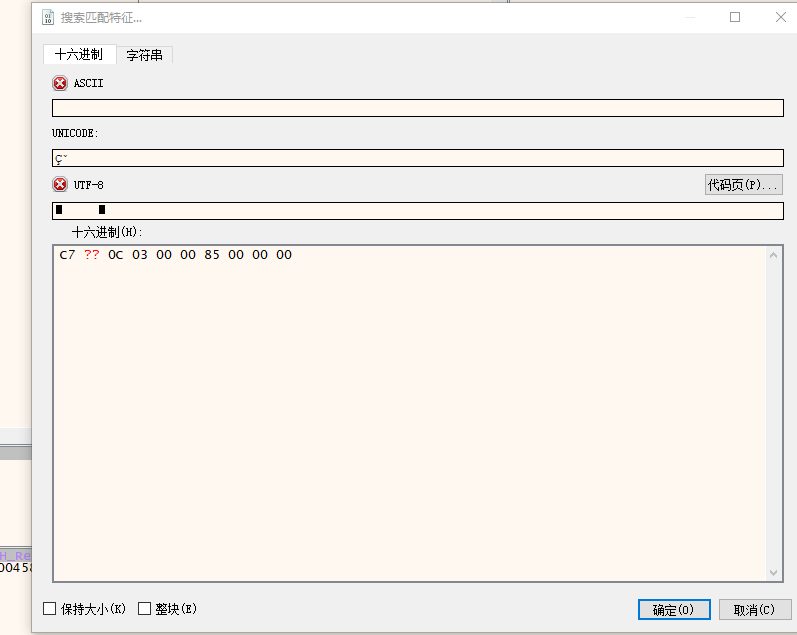 搜索匹配特征...
十六进制 字符串
ASCII
UNICODE:
UTF-8
代码页(P)...
十六进制(H):
C7 ?? 0C 03 00 00 85 00 00 00
H_Re
保持大小(K) 整块(E)
确定(O) 取消(C)